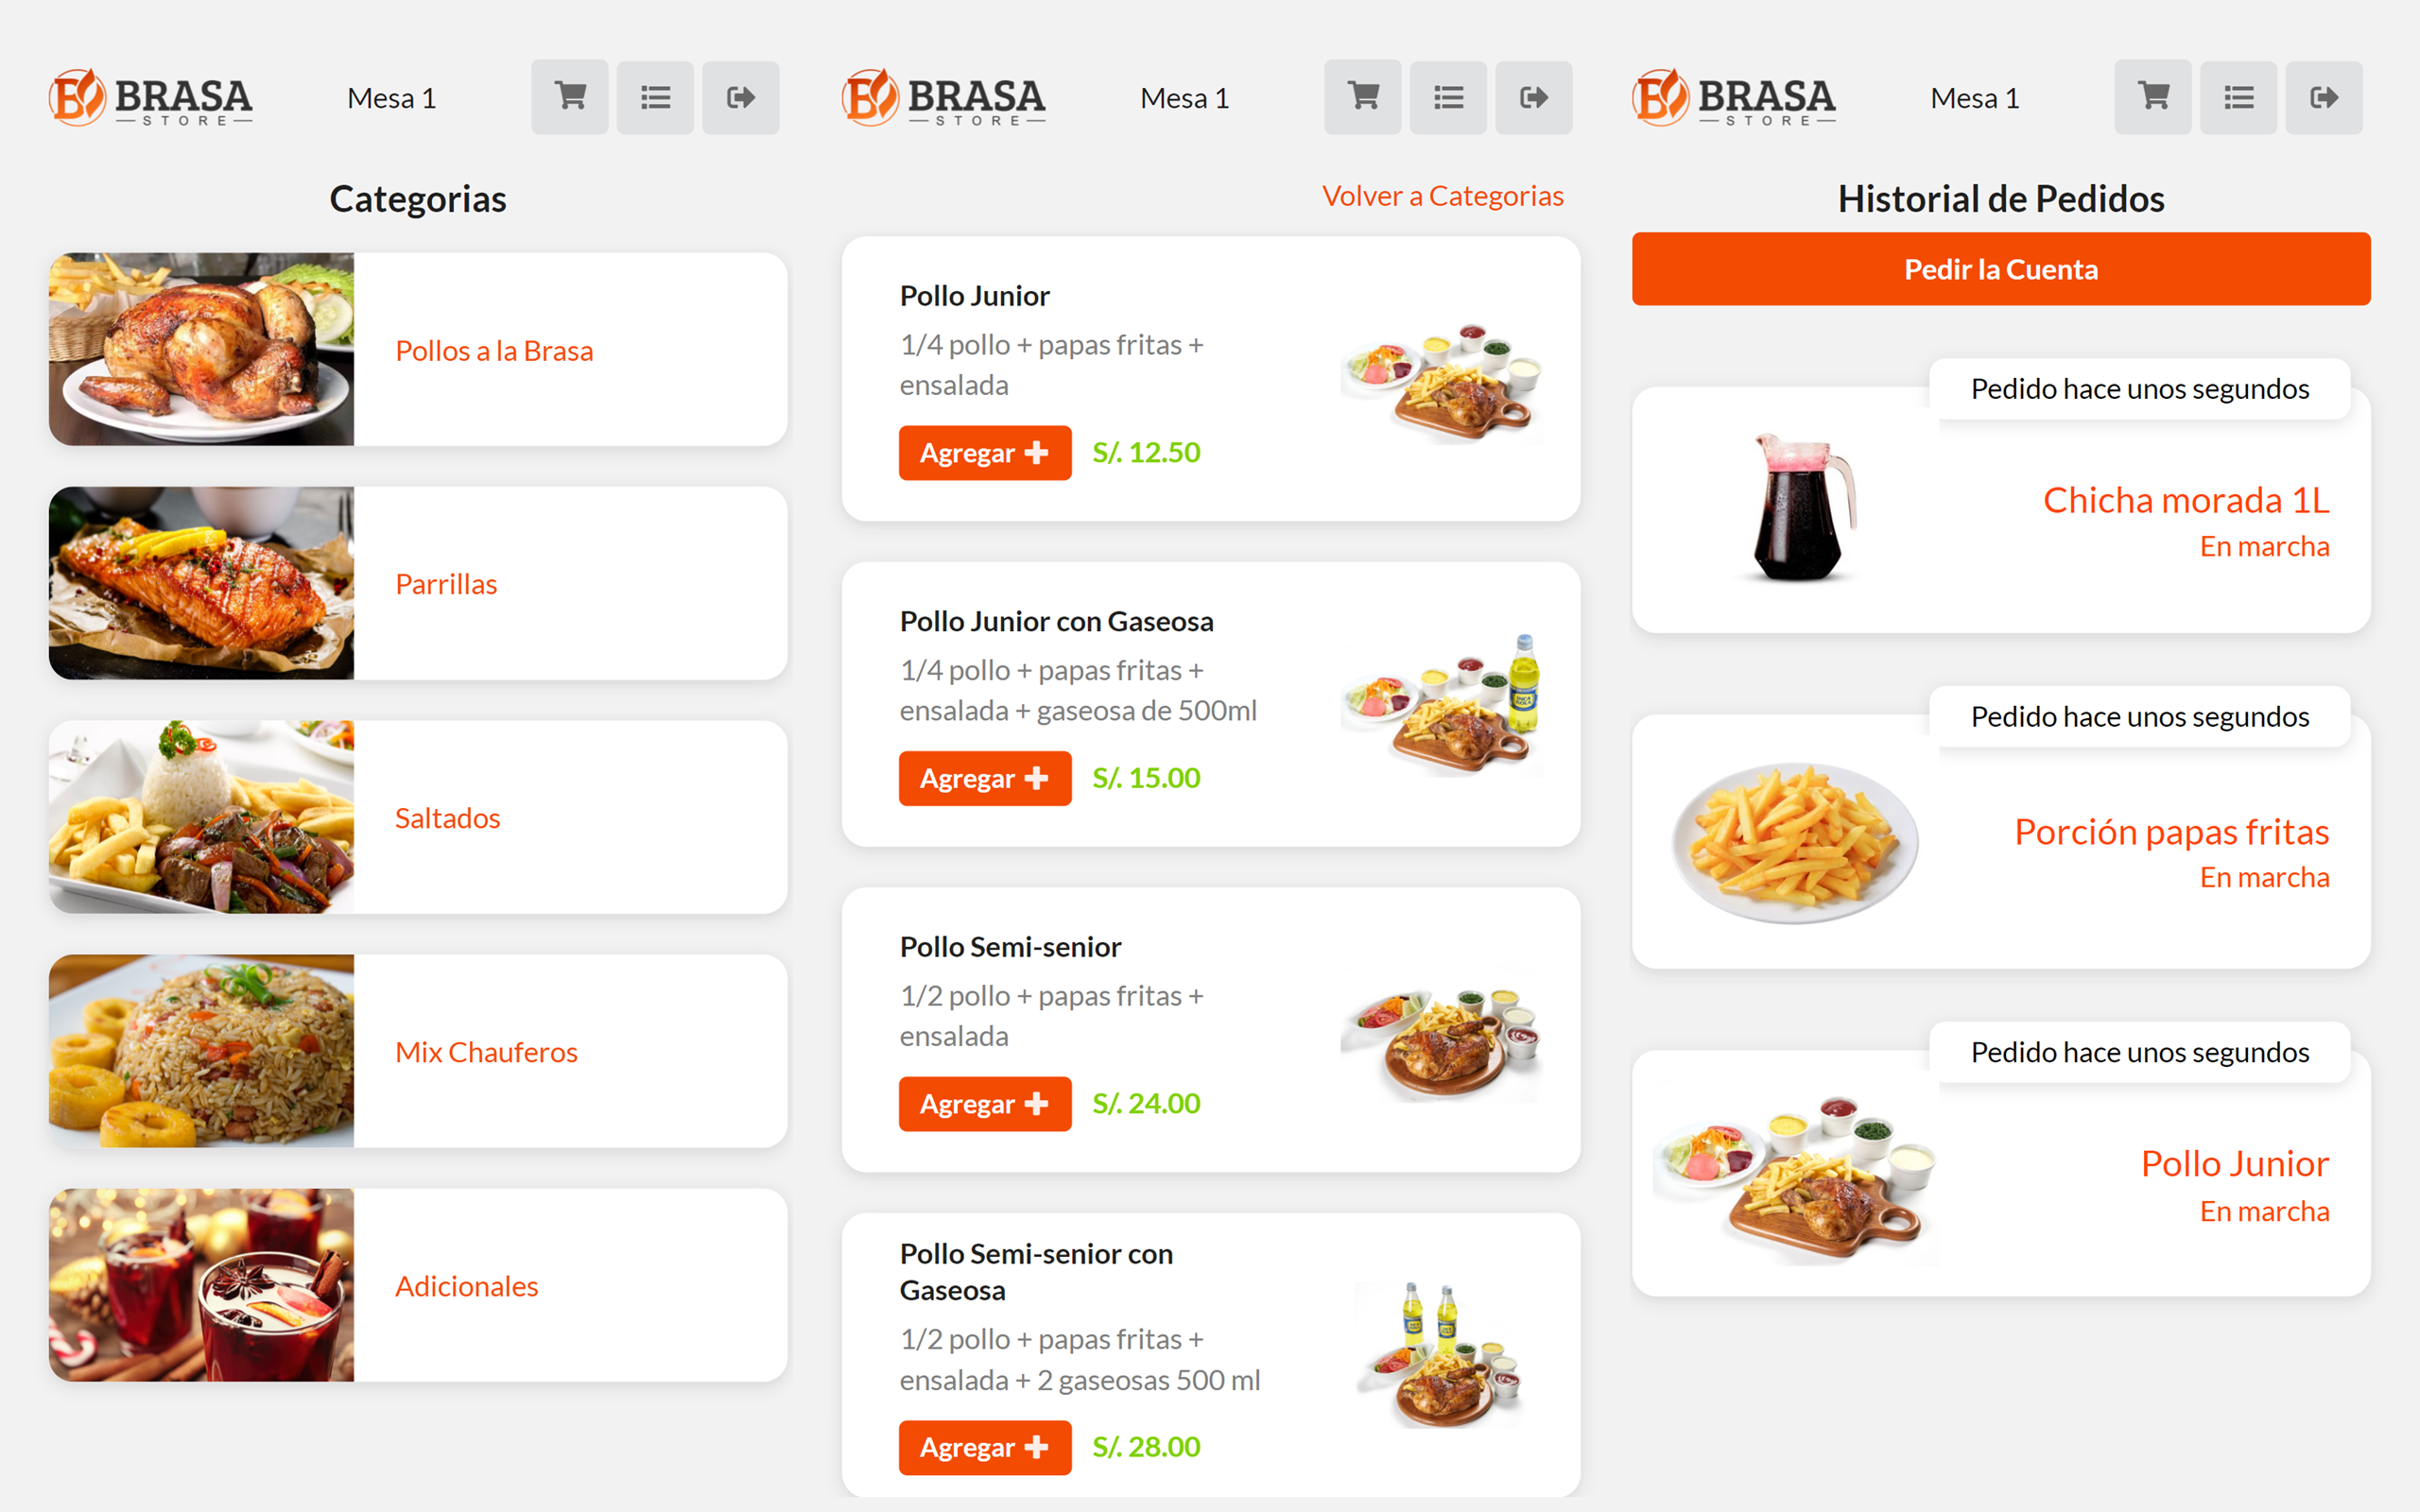 BRASA
STORE
Mesa 1
Categorias
Pollos a la Brasa
Parrillas
Saltados
Mix Chauferos
Adicionales
BRASA
STORE
Mesa 1
Volver a Categorias
Pollo Junior
1/4 pollo + papas fritas +
ensalada
Agregar
S/. 12.50
Pollo Junior con Gaseosa
1/4 pollo + papas fritas +
ensalada + gaseosa de 500ml
Agregar
S/. 15.00
INCA
KOLA
Pollo Semi-senior
1/2 pollo + papas fritas +
ensalada
Agregar
S/. 24.00
Pollo Semi-senior con
Gaseosa
1/2 pollo + papas fritas +
ensalada + 2 gaseosas 500 ml
Agregar
S/. 28.00
BRASA
STORE
Mesa 1
Historial de Pedidos
Pedir la Cuenta
Pedido hace unos segundos
Chicha morada 1L
En marcha
Pedido hace unos segundos
Porción papas fritas
En marcha
Pedido hace unos segundos
Pollo Junior
En marcha